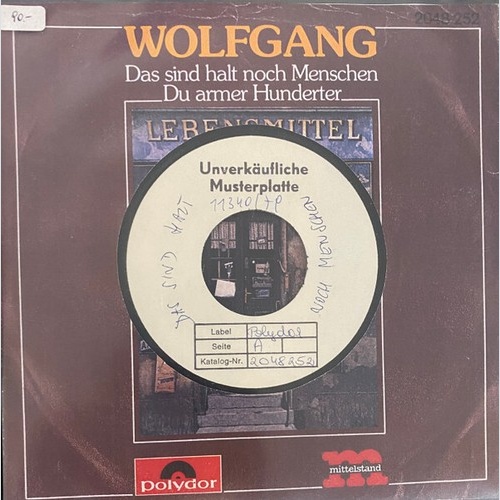 90.-
2048 252
WOLFGANG
Das sind halt noch Menschen
Du armer Hunderter
LEBENSMITTEL
Unverkäufliche
Musterplatte
11340/7P
DAS SIND HALT
NOCH MENSCHEN
Label Polydor
Seite A
Katalog-Nr. 2048252
polydor
m
mittelstand